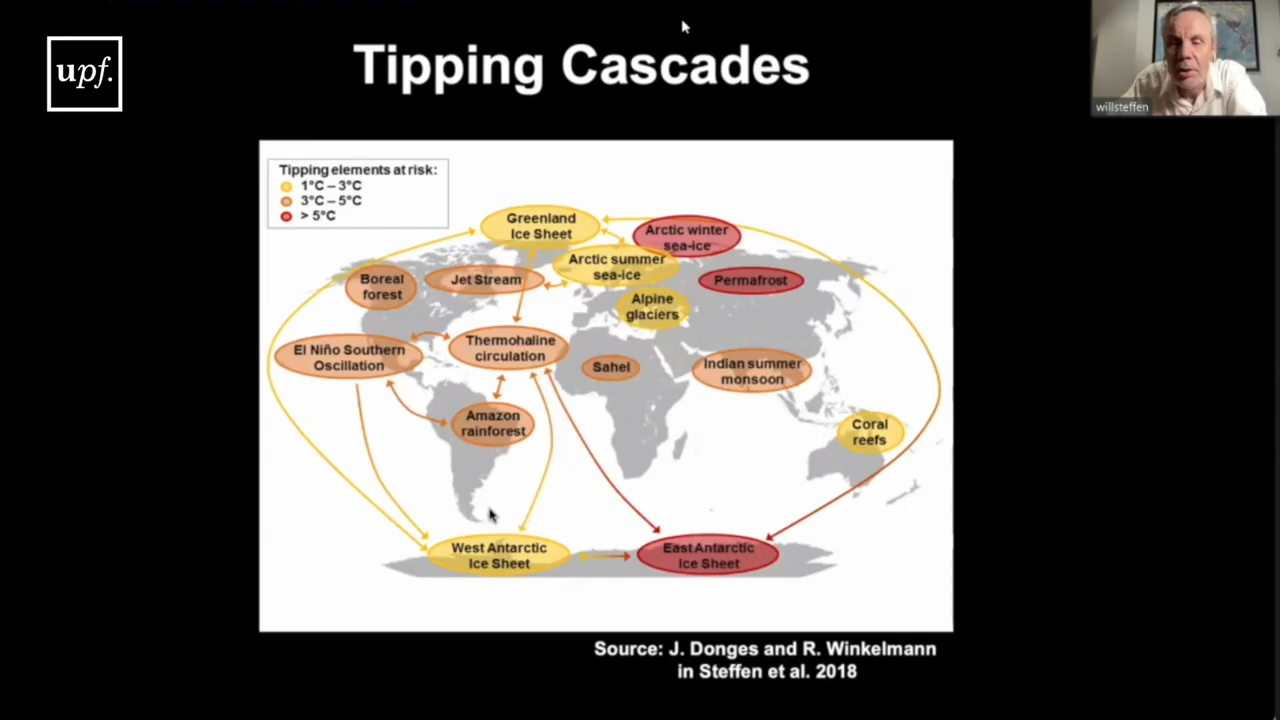 upf.
Tipping Cascades
willsteffen
Tipping elements at risk:
1°C – 3°C
3°C – 5°C
> 5°C
Greenland
Ice Sheet
Arctic winter
sea-ice
Arctic summer
sea-ice
Boreal
forest
Jet Stream
Permafrost
Alpine
glaciers
El Niño Southern
Oscillation
Thermohaline
circulation
Sahel
Indian summer
monsoon
Amazon
rainforest
Coral
reefs
West Antarctic
Ice Sheet
East Antarctic
Ice Sheet
Source: J. Donges and R. Winkelmann
in Steffen et al. 2018